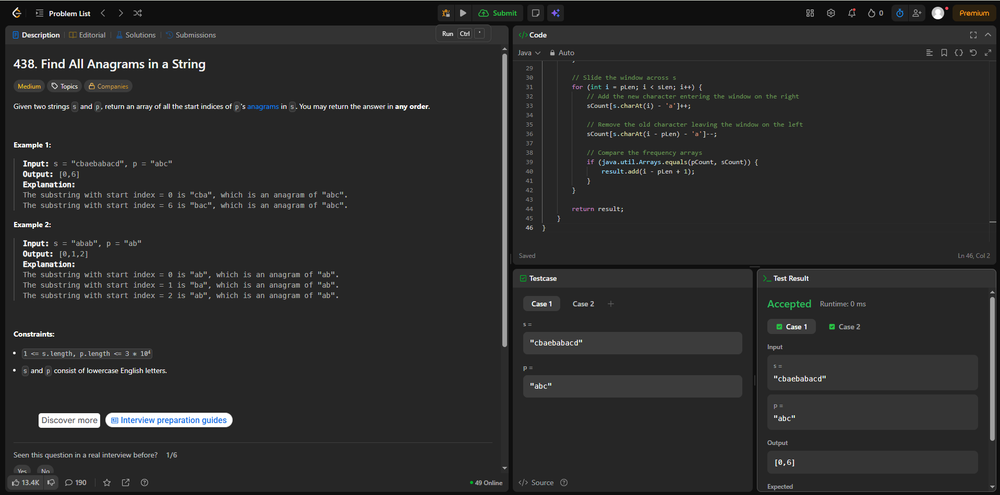 Problem List
Submit
0
Premium
Description
Editorial
Solutions
Submissions
Run Ctrl '
438. Find All Anagrams in a String
Medium
Topics
Companies
Given two strings s and p, return an array of all the start indices of p's anagrams in s. You may return the answer in any order.
Example 1:
Input: s = "cbaebabacd", p = "abc"
Output: [0,6]
Explanation:
The substring with start index = 0 is "cba", which is an anagram of "abc".
The substring with start index = 6 is "bac", which is an anagram of "abc".
Example 2:
Input: s = "abab", p = "ab"
Output: [0,1,2]
Explanation:
The substring with start index = 0 is "ab", which is an anagram of "ab".
The substring with start index = 1 is "ba", which is an anagram of "ab".
The substring with start index = 2 is "ab", which is an anagram of "ab".
Constraints:
• 1 <= s.length, p.length <= 3 * 10⁴
• s and p consist of lowercase English letters.
Discover more
Interview preparation guides
Seen this question in a real interview before? 1/6
Yes
No
13.4K
190
49 Online
</> Code
Java
Auto
29
30 // Slide the window across s
31 for (int i = pLen; i < sLen; i++) {
32 // Add the new character entering the window on the right
33 sCount[s.charAt(i) - 'a']++;
34
35 // Remove the old character leaving the window on the left
36 sCount[s.charAt(i - pLen) - 'a']--;
37
38 // Compare the frequency arrays
39 if (java.util.Arrays.equals(pCount, sCount)) {
40 result.add(i - pLen + 1);
41 }
42 }
43
44 return result;
45 }
46 }
Saved
Ln 46, Col 2
Testcase
Case 1
Case 2
+
s =
"cbaebabacd"
p =
"abc"
</> Source
Test Result
Accepted
Runtime: 0 ms
Case 1
Case 2
Input
s =
"cbaebabacd"
p =
"abc"
Output
[0,6]
Expected